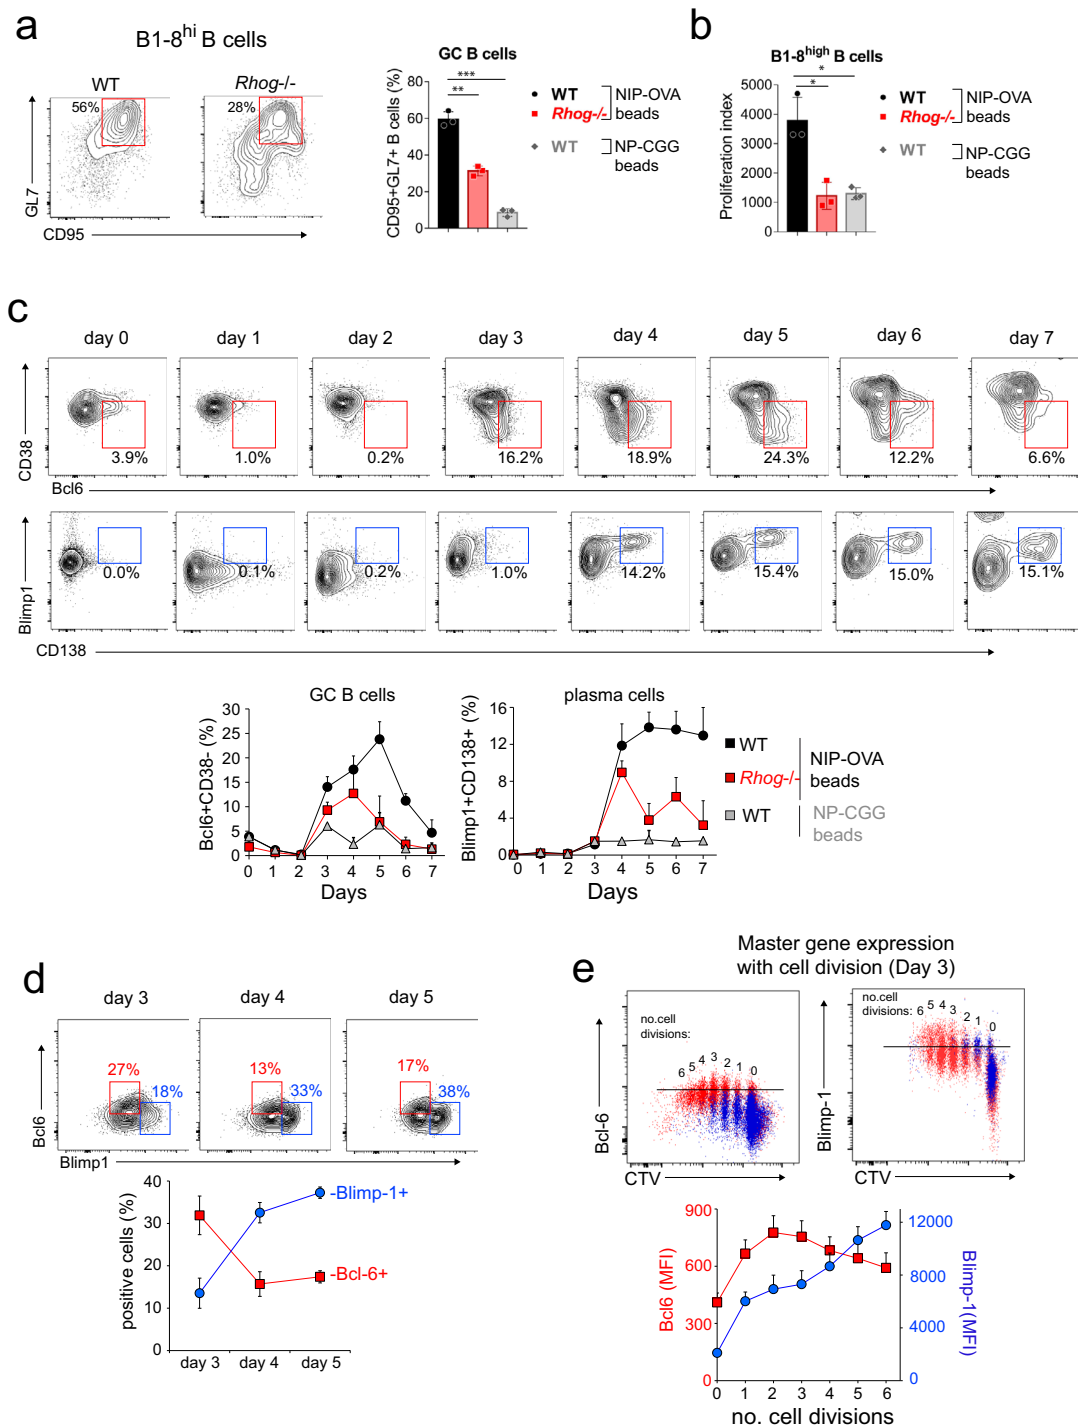 a
B1-8hi B cells
WT
Rhog-/-
56%
28%
GL7
CD95
GC B cells
CD95+GL7+ B cells (%)
80
60
40
20
0
***
**
WT
Rhog-/-
NIP-OVA
beads
WT
NP-CGG
beads
b
B1-8high B cells
Proliferation index
5000
4000
3000
2000
1000
0
*
*
WT
Rhog-/-
NIP-OVA
beads
WT
NP-CGG
beads
c
day 0 day 1 day 2 day 3 day 4 day 5 day 6 day 7
CD38
3.9% 1.0% 0.2% 16.2% 18.9% 24.3% 12.2% 6.6%
Bcl6
Blimp1
0.0% 0.1% 0.2% 1.0% 14.2% 15.4% 15.0% 15.1%
CD138
GC B cells
Bcl6+CD38- (%)
30
25
20
15
10
5
0
0 1 2 3 4 5 6 7
Days
plasma cells
Blimp1+CD138+ (%)
16
12
8
4
0
0 1 2 3 4 5 6 7
Days
WT
Rhog-/-
NIP-OVA
beads
WT
NP-CGG
beads
d
day 3 day 4 day 5
27% 13% 17%
18% 33% 38%
Bcl6
Blimp1
positive cells (%)
40
30
20
10
0
-Blimp-1+
-Bcl-6+
day 3 day 4 day 5
e
Master gene expression
with cell division (Day 3)
no.cell
divisions:
6 5 4 3 2 1 0
Bcl-6
CTV
no.cell
divisions:
6 5 4 3 2 1 0
Blimp-1
CTV
Bcl6 (MFI)
900
600
300
0
12000
8000
4000
0
Blimp-1(MFI)
0 1 2 3 4 5 6
no. cell divisions